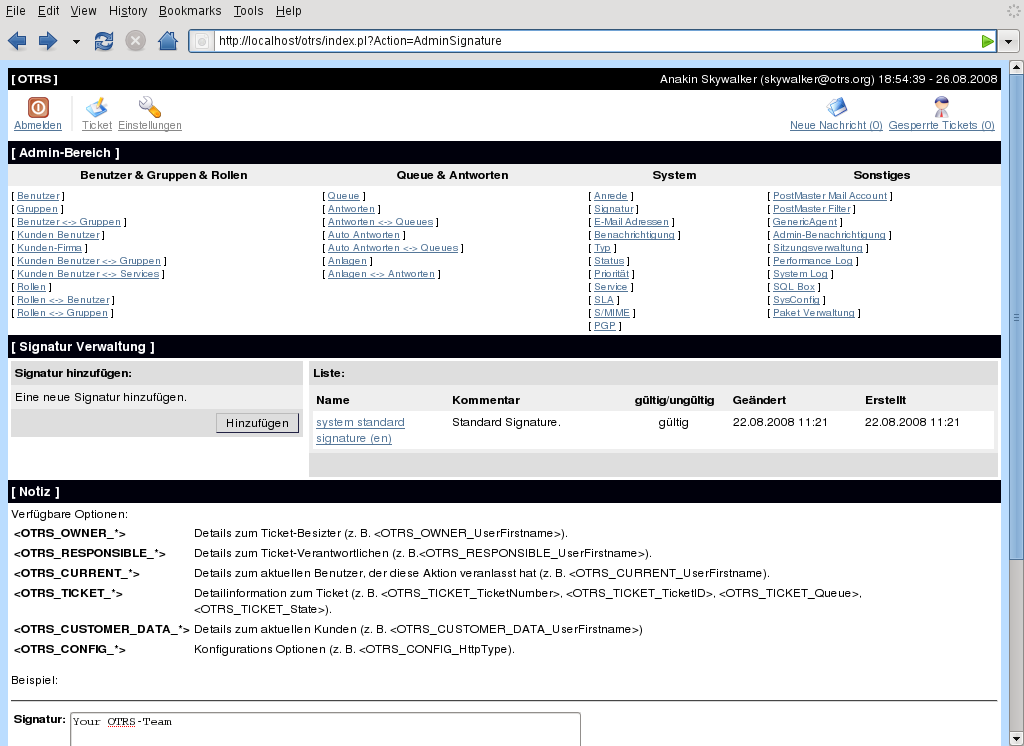 File Edit View History Bookmarks Tools Help
http://localhost/otrs/index.pl?Action=AdminSignature
[ OTRS ] Anakin Skywalker (skywalker@otrs.org) 18:54:39 - 26.08.2008
Abmelden Ticket Einstellungen Neue Nachricht (0) Gesperrte Tickets (0)
[ Admin-Bereich ]
Benutzer & Gruppen & Rollen Queue & Antworten System Sonstiges
[ Benutzer ] [ Queue ] [ Anrede ] [ PostMaster Mail Account ]
[ Gruppen ] [ Antworten ] [ Signatur ] [ PostMaster Filter ]
[ Benutzer <-> Gruppen ] [ Antworten <-> Queues ] [ E-Mail Adressen ] [ GenericAgent ]
[ Kunden Benutzer ] [ Auto Antworten ] [ Benachrichtigung ] [ Admin-Benachrichtigung ]
[ Kunden-Firma ] [ Auto Antworten <-> Queues ] [ Typ ] [ Sitzungsverwaltung ]
[ Kunden Benutzer <-> Gruppen ] [ Anlagen ] [ Status ] [ Performance Log ]
[ Kunden Benutzer <-> Services ] [ Anlagen <-> Antworten ] [ Priorität ] [ System Log ]
[ Rollen ] [ Service ] [ SQL Box ]
[ Rollen <-> Benutzer ] [ SLA ] [ SysConfig ]
[ Rollen <-> Gruppen ] [ S/MIME ] [ Paket Verwaltung ]
[ PGP ]
[ Signatur Verwaltung ]
Signatur hinzufügen: Liste:
Eine neue Signatur hinzufügen. Name Kommentar gültig/ungültig Geändert Erstellt
Hinzufügen system standard Standard Signature. gültig 22.08.2008 11:21 22.08.2008 11:21
signature (en)
[ Notiz ]
Verfügbare Optionen:
<OTRS_OWNER_*> Details zum Ticket-Besizter (z. B. <OTRS_OWNER_UserFirstname>).
<OTRS_RESPONSIBLE_*> Details zum Ticket-Verantwortlichen (z. B.<OTRS_RESPONSIBLE_UserFirstname>).
<OTRS_CURRENT_*> Details zum aktuellen Benutzer, der diese Aktion veranlasst hat (z. B. <OTRS_CURRENT_UserFirstname).
<OTRS_TICKET_*> Detailinformation zum Ticket (z. B. <OTRS_TICKET_TicketNumber>, <OTRS_TICKET_TicketID>, <OTRS_TICKET_Queue>,
<OTRS_TICKET_State>).
<OTRS_CUSTOMER_DATA_*> Details zum aktuellen Kunden (z. B. <OTRS_CUSTOMER_DATA_UserFirstname>)
<OTRS_CONFIG_*> Konfigurations Optionen (z. B. <OTRS_CONFIG_HttpType).
Beispiel:
Signatur: Your OTRS-Team